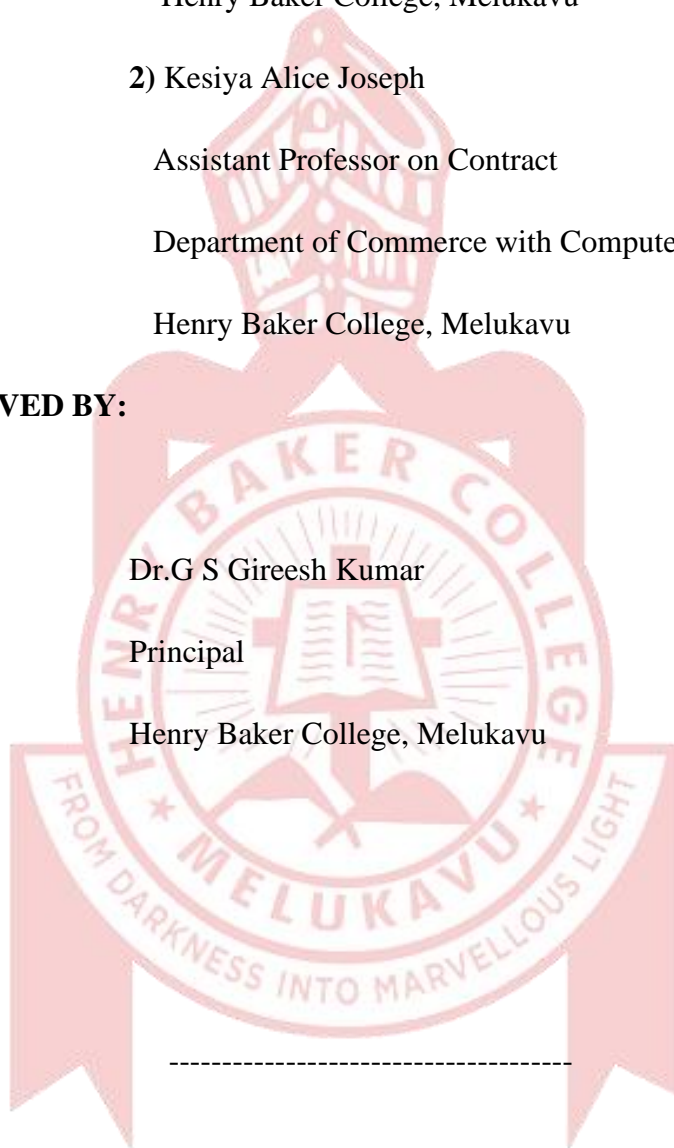 Henry Baker College, Melukavu
2) Kesiya Alice Joseph
Assistant Professor on Contract
Department of Commerce with Compute
Henry Baker College, Melukavu
VED BY:
Dr.G S Gireesh Kumar
Principal
Henry Baker College, Melukavu
HENRY BAKER COLLEGE
★ MELUKAVU ★
FROM DARKNESS INTO MARVELLOUS LIGHT
--------------------------------------